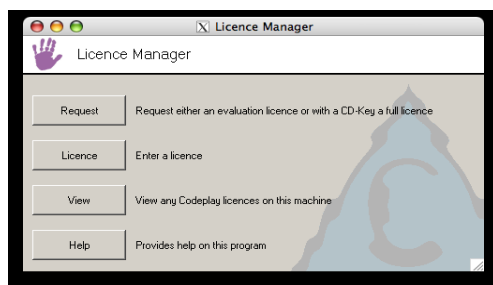 X Licence Manager
Licence Manager
Request Request either an evaluation licence or with a CD-Key a full licence
Licence Enter a licence
View View any Codeplay licences on this machine
Help Provides help on this program
C